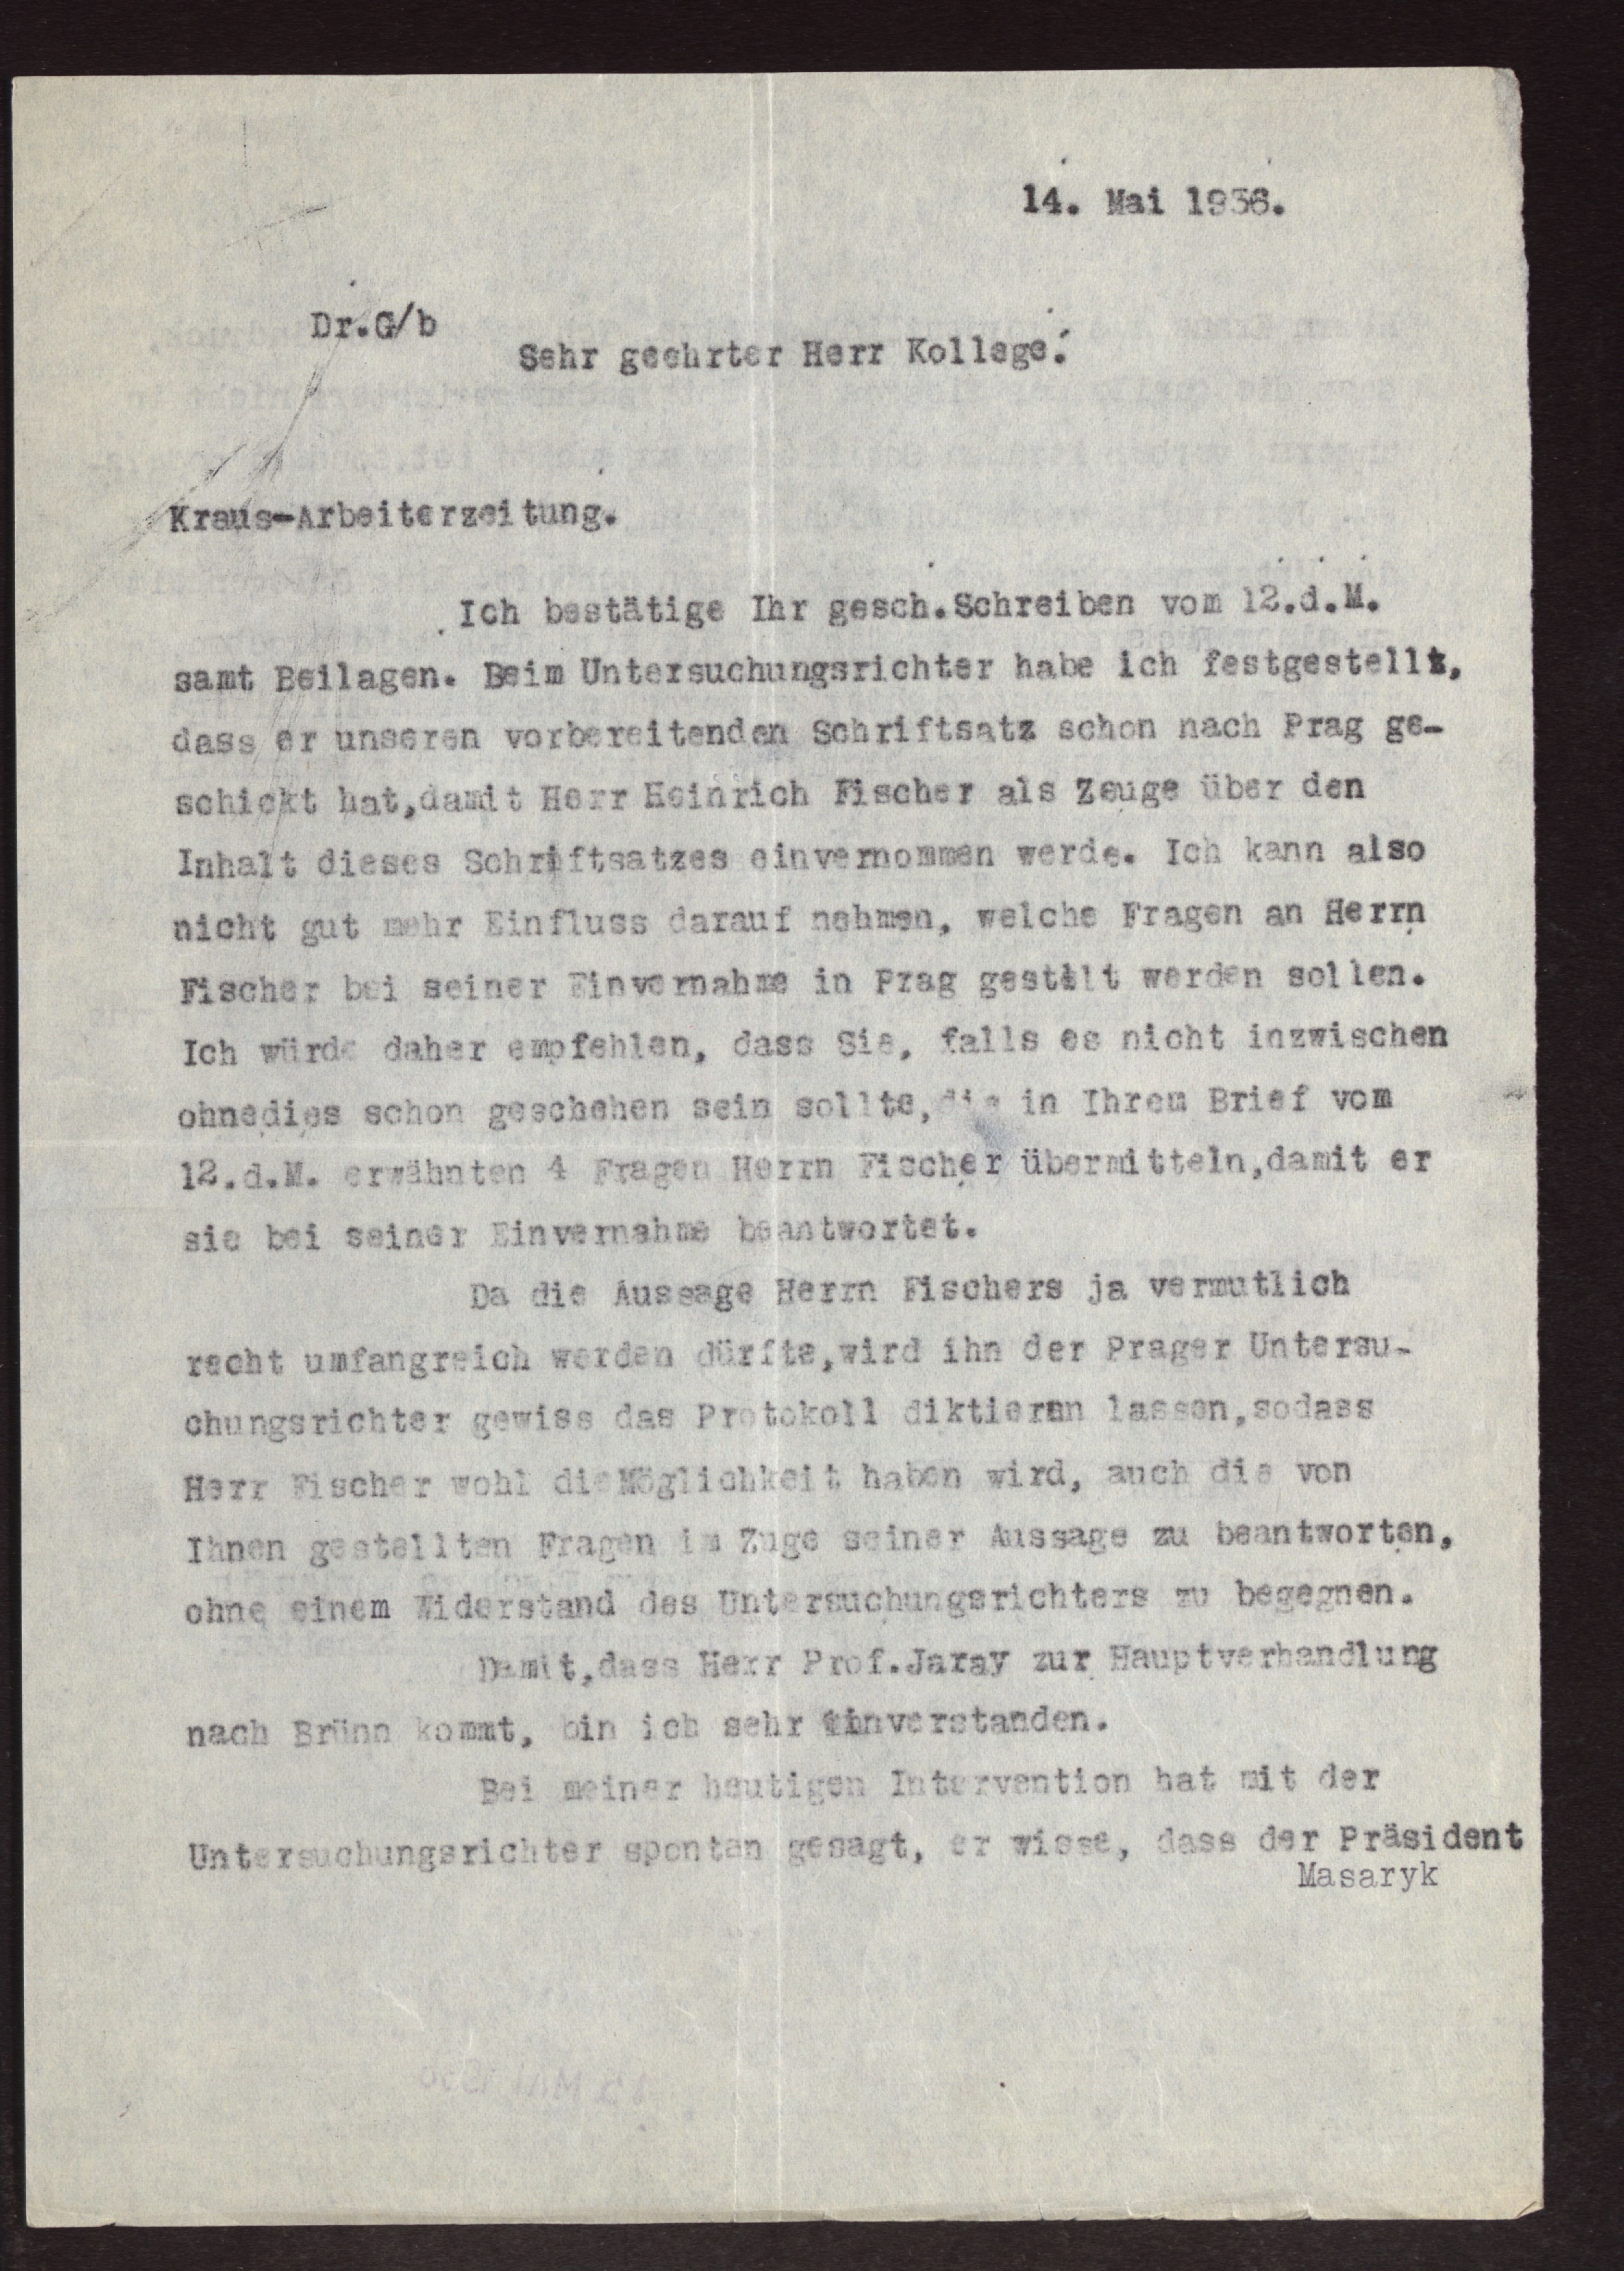 14. Mai 1936.
Dr.G/b
Sehr geehrter Herr Kollege!
Kraus-Arbeiterzeitung.
Ich bestätige Ihr gesch.Schreiben vom 12.d.M.
samt Beilagen. Beim Untersuchungsrichter habe ich festgestellt,
dass er unseren vorbereitenden Schriftsatz schon nach Prag ge-
schickt hat,damit Herr Heinrich Fischer als Zeuge über den
Inhalt dieses Schriftsatzes einvernommen werde. Ich kann also
nicht gut mehr Einfluss darauf nehmen, welche Fragen an Herrn
Fischer bei seiner Einvernahme in Prag gestellt werden sollen.
Ich würde daher empfehlen, dass Sie, falls es nicht inzwischen
ohnedies schon geschehen sein sollte, die in Ihrem Brief vom
12.d.M. erwähnten 4 Fragen Herrn Fischer übermitteln,damit er
sie bei seiner Einvernahme beantwortet.
Da die Aussage Herrn Fischers ja vermutlich
recht umfangreich werden dürfte,wird ihn der Prager Untersu-
chungsrichter gewiss das Protokoll diktieren lassen,sodass
Herr Fischer wohl die Möglichkeit haben wird, auch die von
Ihnen gestellten Fragen im Zuge seiner Aussage zu beantworten,
ohne einem Widerstand des Untersuchungsrichters zu begegnen.
Damit,dass Herr Prof.Jaray zur Hauptverhandlung
nach Brünn kommt, bin ich sehr einverstanden.
Bei meiner heutigen Intervention hat mit der
Untersuchungsrichter spontan gesagt, er wisse, dass der Präsident
Masaryk